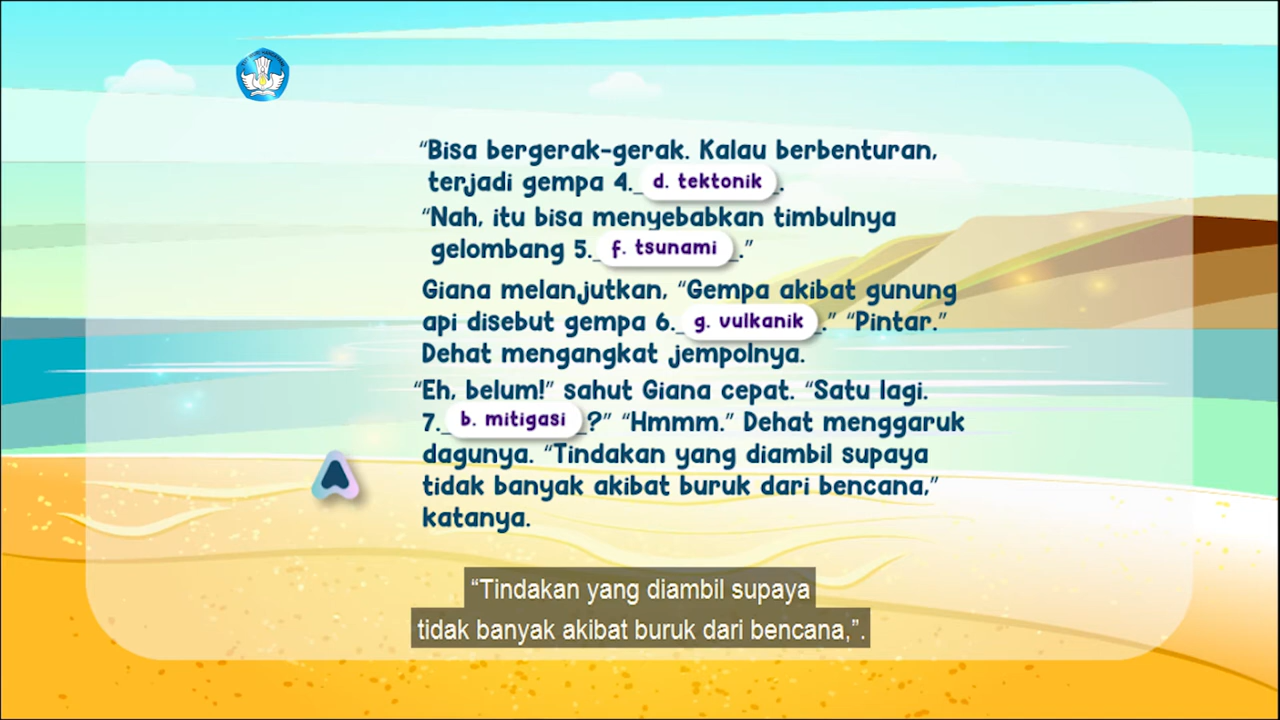 “Bisa bergerak-gerak. Kalau berbenturan,
terjadi gempa 4._d. tektonik_.
“Nah, itu bisa menyebabkan timbulnya
gelombang 5._f. tsunami_.”
Giana melanjutkan, “Gempa akibat gunung
api disebut gempa 6._g. vulkanik_.” “Pintar.”
Dehat mengangkat jempolnya.
“Eh, belum!” sahut Giana cepat. “Satu lagi.
7._b. mitigasi_?” “Hmmm.” Dehat menggaruk
dagunya. “Tindakan yang diambil supaya
tidak banyak akibat buruk dari bencana,”
katanya.
“Tindakan yang diambil supaya
tidak banyak akibat buruk dari bencana,”.